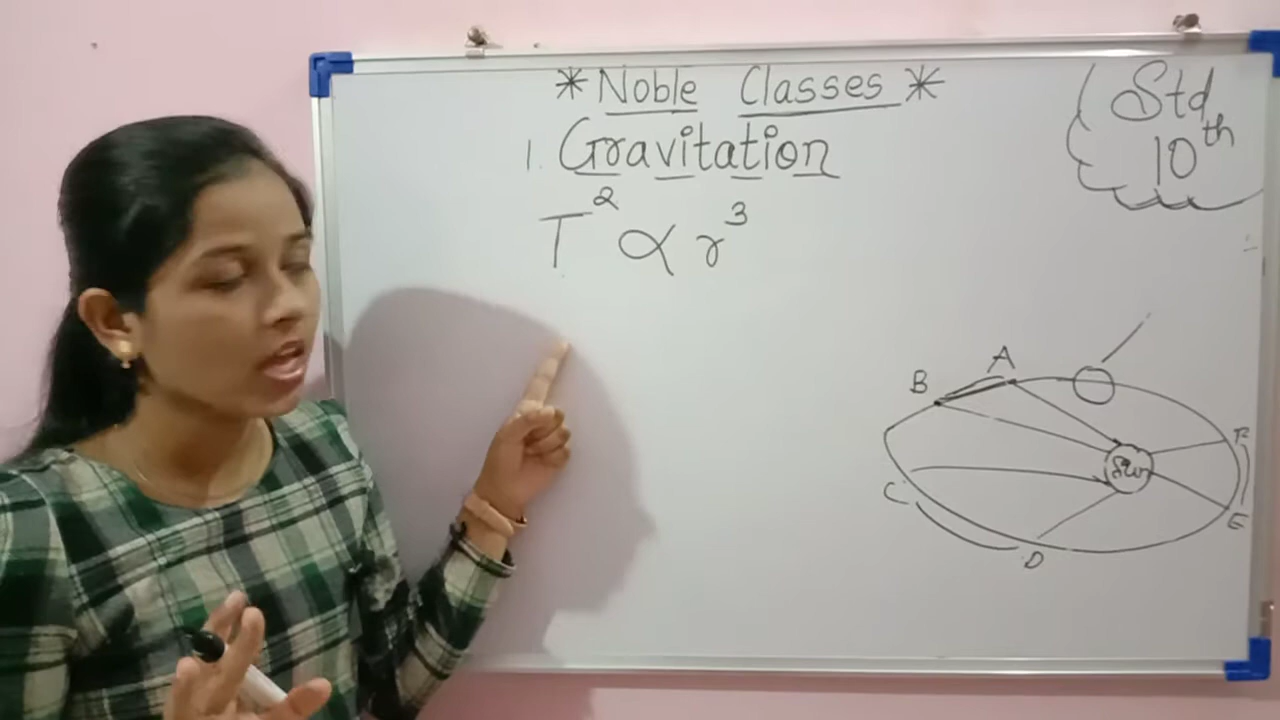 * Noble Classes *
Std
10th
1. Gravitation
T² ∝ r³
A
B
Sun
F
C
E
D